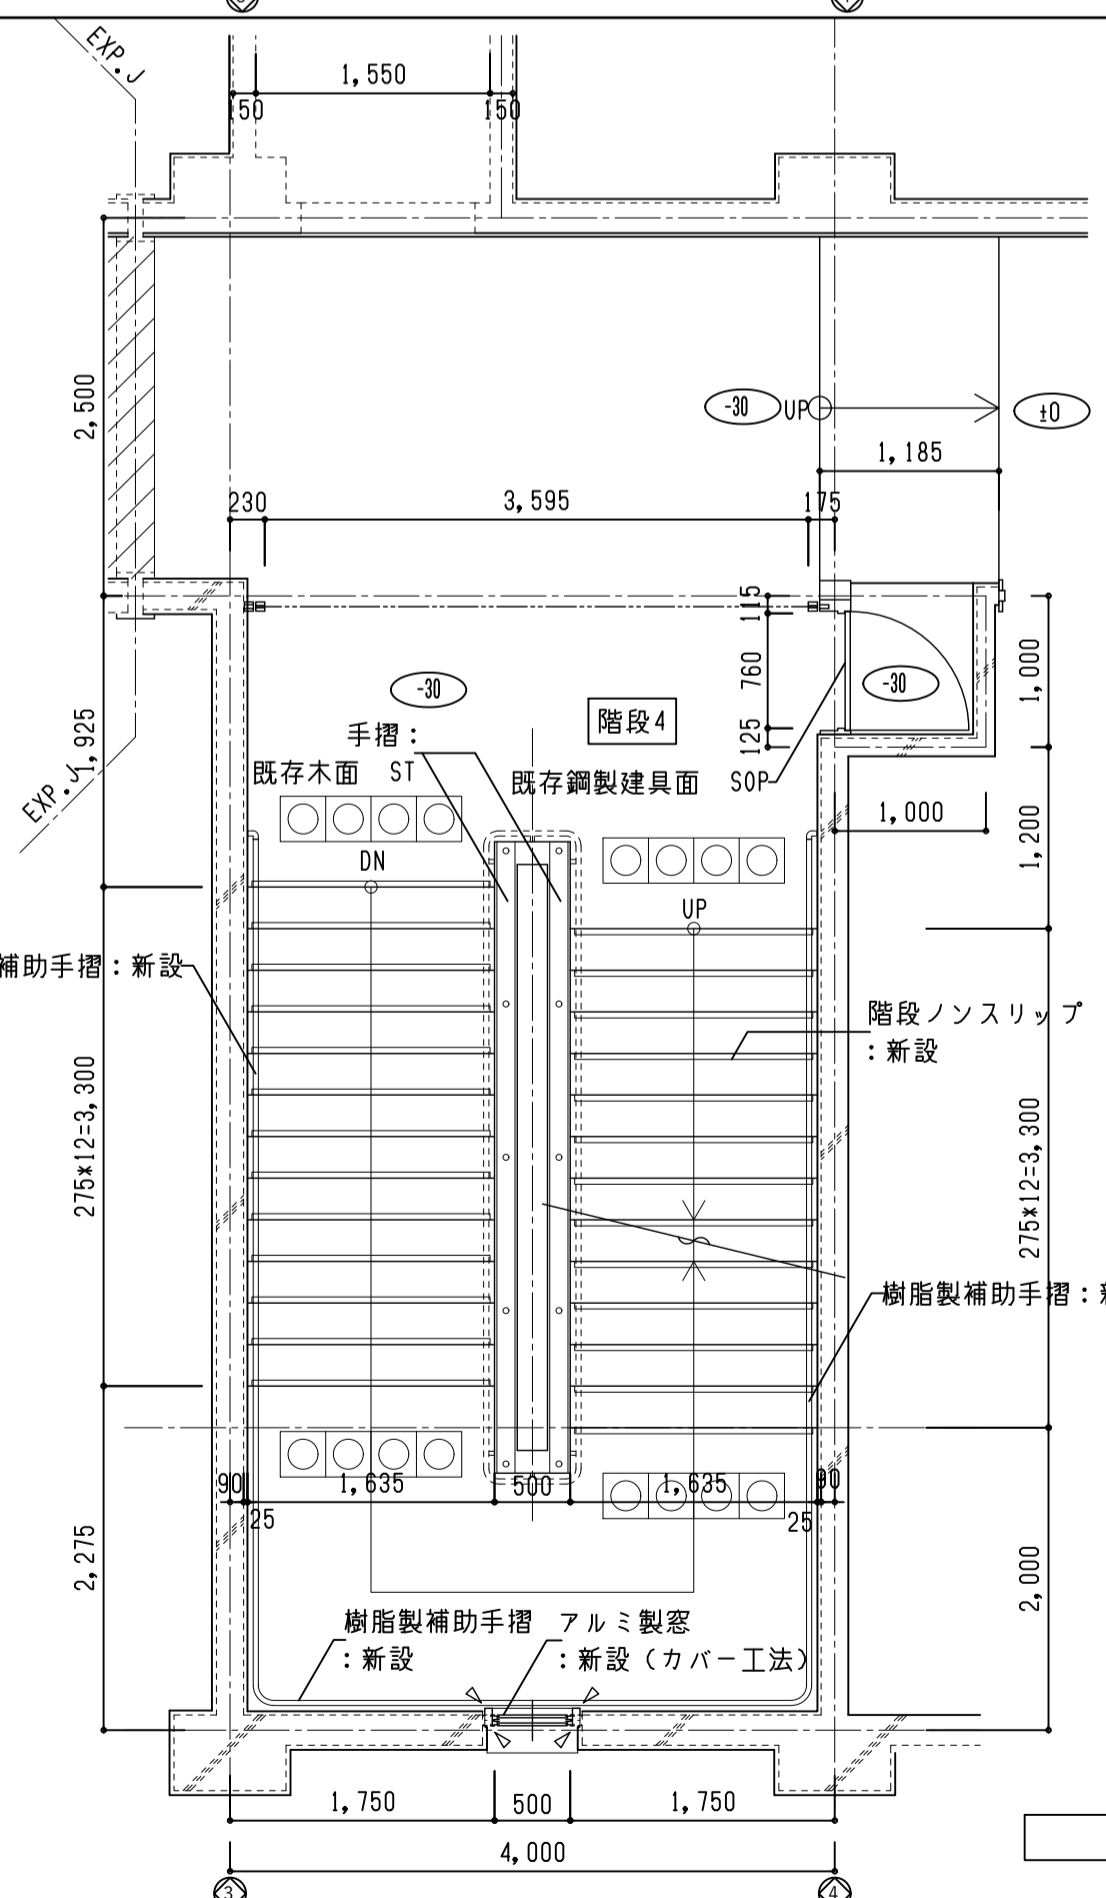 EXP.J
1,550
150
150
2,500
-30
UP
±0
1,185
230
3,595
175
115
760
125
1,000
-30
-30
階段4
手摺：
既存木面　ST
既存鋼製建具面　SOP
1,925
EXP.J
1,000
1,200
DN
UP
補助手摺：新設
階段ノンスリップ
：新設
275*12=3,300
275*12=3,300
樹脂製補助手摺：
90
1,635
500
1,635
90
25
25
2,275
2,000
樹脂製補助手摺
：新設
アルミ製窓
：新設（カバー工法）
1,750
500
1,750
4,000
3
4